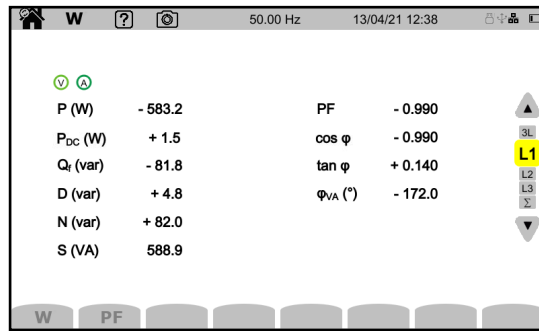 W ? 50.00 Hz 13/04/21 12:38
V A
P (W) - 583.2 PF - 0.990
PDC (W) + 1.5 cos φ - 0.990
Qf (var) - 81.8 tan φ + 0.140
D (var) + 4.8 φVA (°) - 172.0
N (var) + 82.0
S (VA) 588.9
3L
L1
L2
L3
Σ
W PF